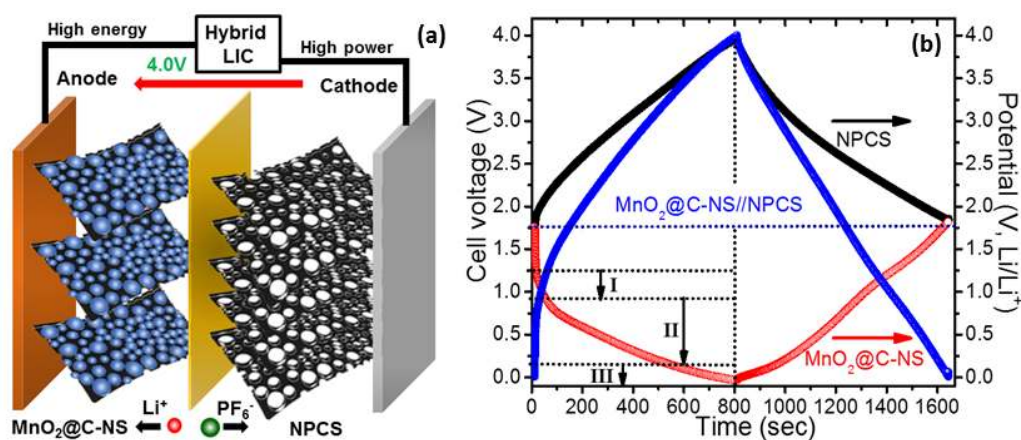 High energy
Hybrid
LIC
High power
(a)
Anode
4.0V
Cathode
Li⁺
PF₆⁻
MnO₂@C-NS
NPCS
(b)
Cell voltage (V)
4.0
3.5
3.0
2.5
2.0
1.5
1.0
0.5
0.0
NPCS
MnO₂@C-NS//NPCS
I
II
III
MnO₂@C-NS
4.0
3.5
3.0
2.5
2.0
1.5
1.0
0.5
0.0
Potential (V, Li/Li⁺)
0 200 400 600 800 1000 1200 1400 1600
Time (sec)